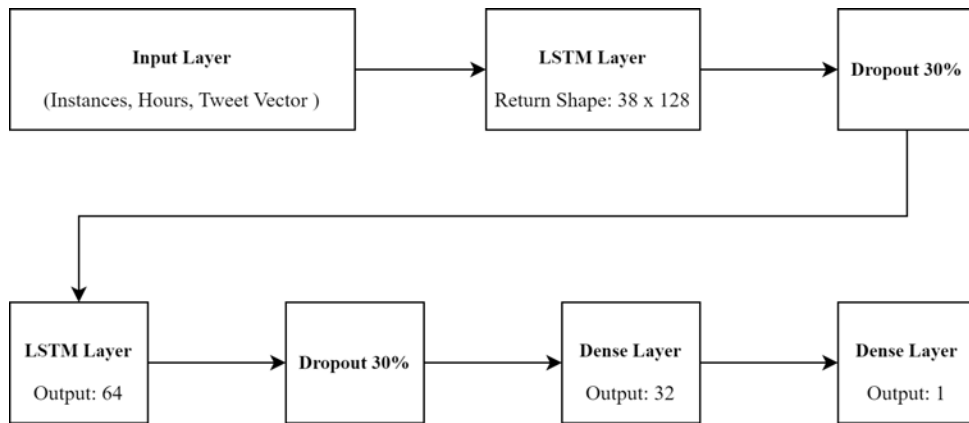 Input Layer
(Instances, Hours, Tweet Vector )
LSTM Layer
Return Shape: 38 x 128
Dropout 30%
LSTM Layer
Output: 64
Dropout 30%
Dense Layer
Output: 32
Dense Layer
Output: 1